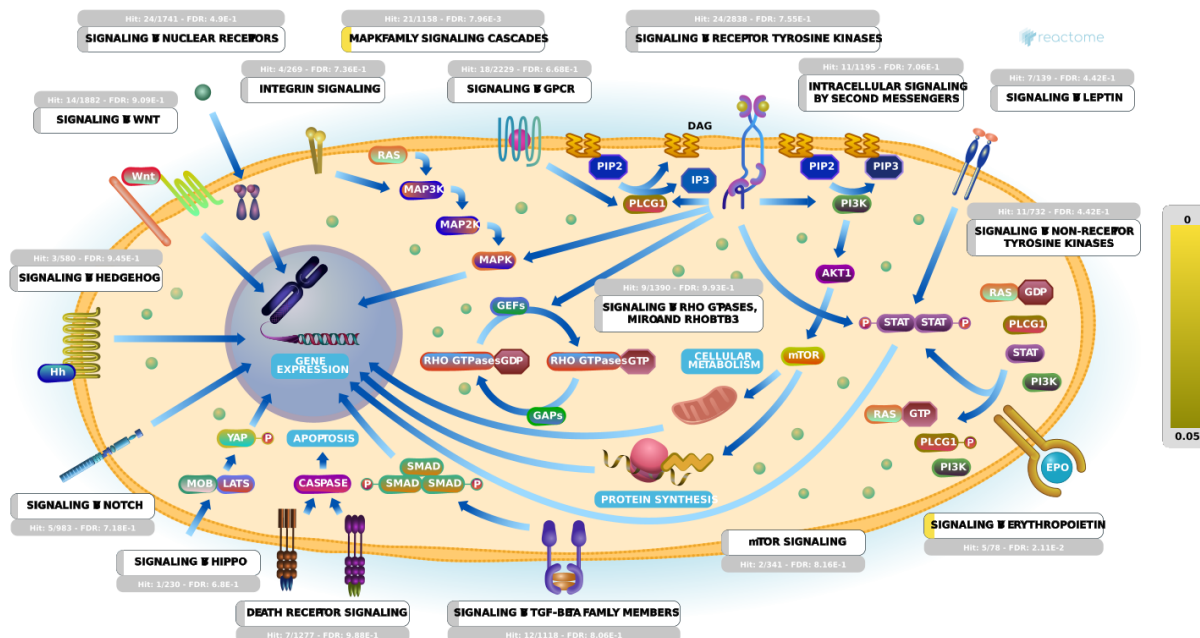 Hit: 24/1741 - FDR: 4.9E-1
SIGNALING BY NUCLEAR RECEPTORS
Hit: 21/1158 - FDR: 7.96E-3
MAPK FAMILY SIGNALING CASCADES
Hit: 24/2838 - FDR: 7.55E-1
SIGNALING BY RECEPTOR TYROSINE KINASES
reactome
Hit: 4/269 - FDR: 7.36E-1
INTEGRIN SIGNALING
Hit: 18/2229 - FDR: 6.68E-1
SIGNALING BY GPCR
Hit: 11/1195 - FDR: 7.06E-1
INTRACELLULAR SIGNALING
BY SECOND MESSENGERS
Hit: 7/139 - FDR: 4.42E-1
SIGNALING BY LEPTIN
Hit: 14/1882 - FDR: 9.09E-1
SIGNALING BY WNT
DAG
RAS
PIP2
IP3
PIP2
PIP3
Wnt
MAP3K
PLCG1
PI3K
MAP2K
Hit: 11/732 - FDR: 4.42E-1
SIGNALING BY NON-RECEPTOR
TYROSINE KINASES
Hit: 3/580 - FDR: 9.45E-1
SIGNALING BY HEDGEHOG
MAPK
AKT1
Hit: 9/1390 - FDR: 9.93E-1
SIGNALING BY RHO GTPASES,
MIRO AND RHOBTB3
GEFs
RAS GDP
P STAT STAT P
PLCG1
0
GENE
EXPRESSION
RHO GTPases GDP
RHO GTPases GTP
CELLULAR
METABOLISM
mTOR
STAT
Hh
PI3K
GAPs
RAS GTP
YAP P
APOPTOSIS
PLCG1 P
0.05
SMAD
PI3K
EPO
MOB LATS
CASPASE
P SMAD SMAD P
PROTEIN SYNTHESIS
SIGNALING BY NOTCH
Hit: 5/983 - FDR: 7.18E-1
SIGNALING BY ERYTHROPOIETIN
Hit: 5/78 - FDR: 2.11E-2
mTOR SIGNALING
Hit: 2/341 - FDR: 8.16E-1
SIGNALING BY HIPPO
Hit: 1/230 - FDR: 6.8E-1
DEATH RECEPTOR SIGNALING
Hit: 7/1277 - FDR: 9.88E-1
SIGNALING BY TGF-BETA FAMILY MEMBERS
Hit: 12/1118 - FDR: 8.06E-1